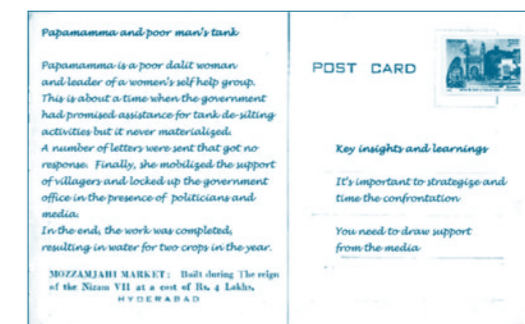 Papamamma and poor man's tank
Papamamma is a poor dalit woman
and leader of a women's self help group.
This is about a time when the government
had promised assistance for tank de-silting
activities but it never materialized.
A number of letters were sent that got no
response. Finally, she mobilized the support
of villagers and locked up the government
office in the presence of politicians and
media.
In the end, the work was completed,
resulting in water for two crops in the year.
MOZZAMJAHI MARKET: Built during The reign
of the Nizam VII at a cost of Rs. 4 Lakhs,
HYDERABAD
POST CARD
Key insights and learnings
It's important to strategize and
time the confrontation
You need to draw support
from the media